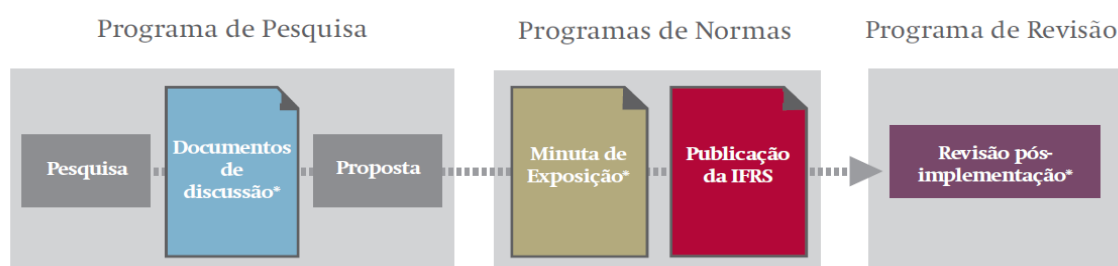 Programa de Pesquisa
Programas de Normas
Programa de Revisão
Pesquisa
Documentos
de
discussão*
Proposta
Minuta de
Exposição*
Publicação
da IFRS
Revisão pós-
implementação*